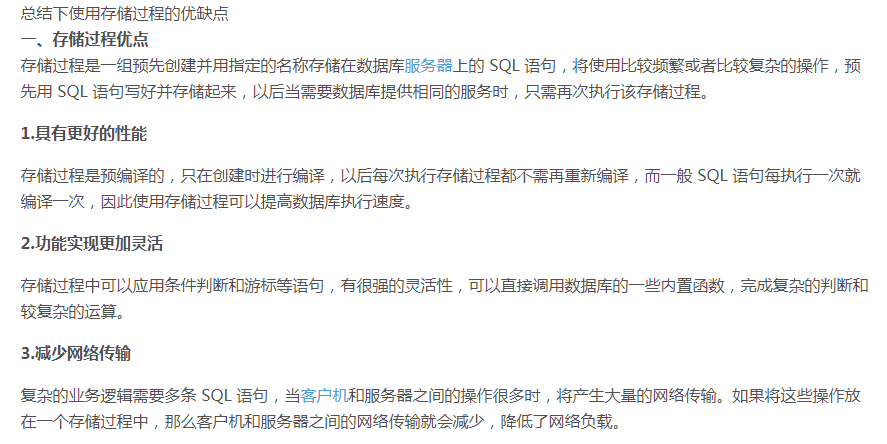 总结下使用存储过程的优缺点
一、存储过程优点
存储过程是一组预先创建并用指定的名称存储在数据库服务器上的 SQL 语句，将使用比较频繁或者比较复杂的操作，预
先用 SQL 语句写好并存储起来，以后当需要数据库提供相同的服务时，只需再次执行该存储过程。
1.具有更好的性能
存储过程是预编译的，只在创建时进行编译，以后每次执行存储过程都不需再重新编译，而一般 SQL 语句每执行一次就
编译一次，因此使用存储过程可以提高数据库执行速度。
2.功能实现更加灵活
存储过程中可以应用条件判断和游标等语句，有很强的灵活性，可以直接调用数据库的一些内置函数，完成复杂的判断和
较复杂的运算。
3.减少网络传输
复杂的业务逻辑需要多条 SQL 语句，当客户机和服务器之间的操作很多时，将产生大量的网络传输。如果将这些操作放
在一个存储过程中，那么客户机和服务器之间的网络传输就会减少，降低了网络负载。